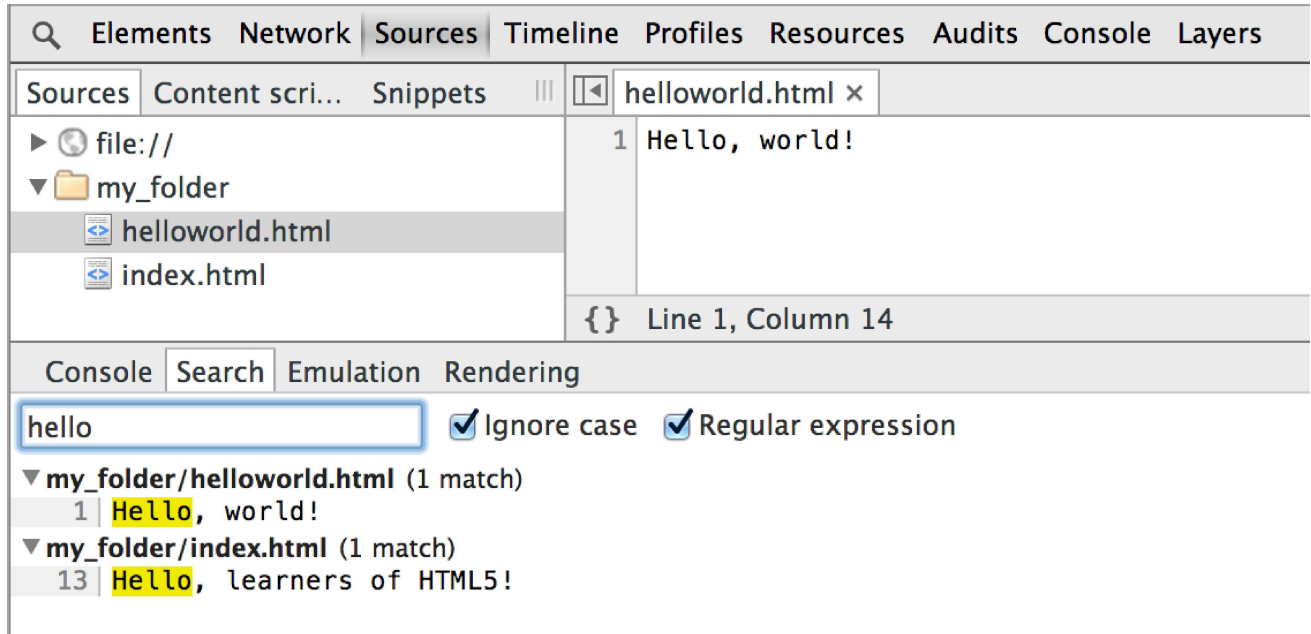 Elements Network Sources Timeline Profiles Resources Audits Console Layers
Sources Content scri... Snippets
helloworld.html ×
file://
my_folder
helloworld.html
index.html
1 Hello, world!
{} Line 1, Column 14
Console Search Emulation Rendering
hello Ignore case Regular expression
my_folder/helloworld.html (1 match)
1 Hello, world!
my_folder/index.html (1 match)
13 Hello, learners of HTML5!